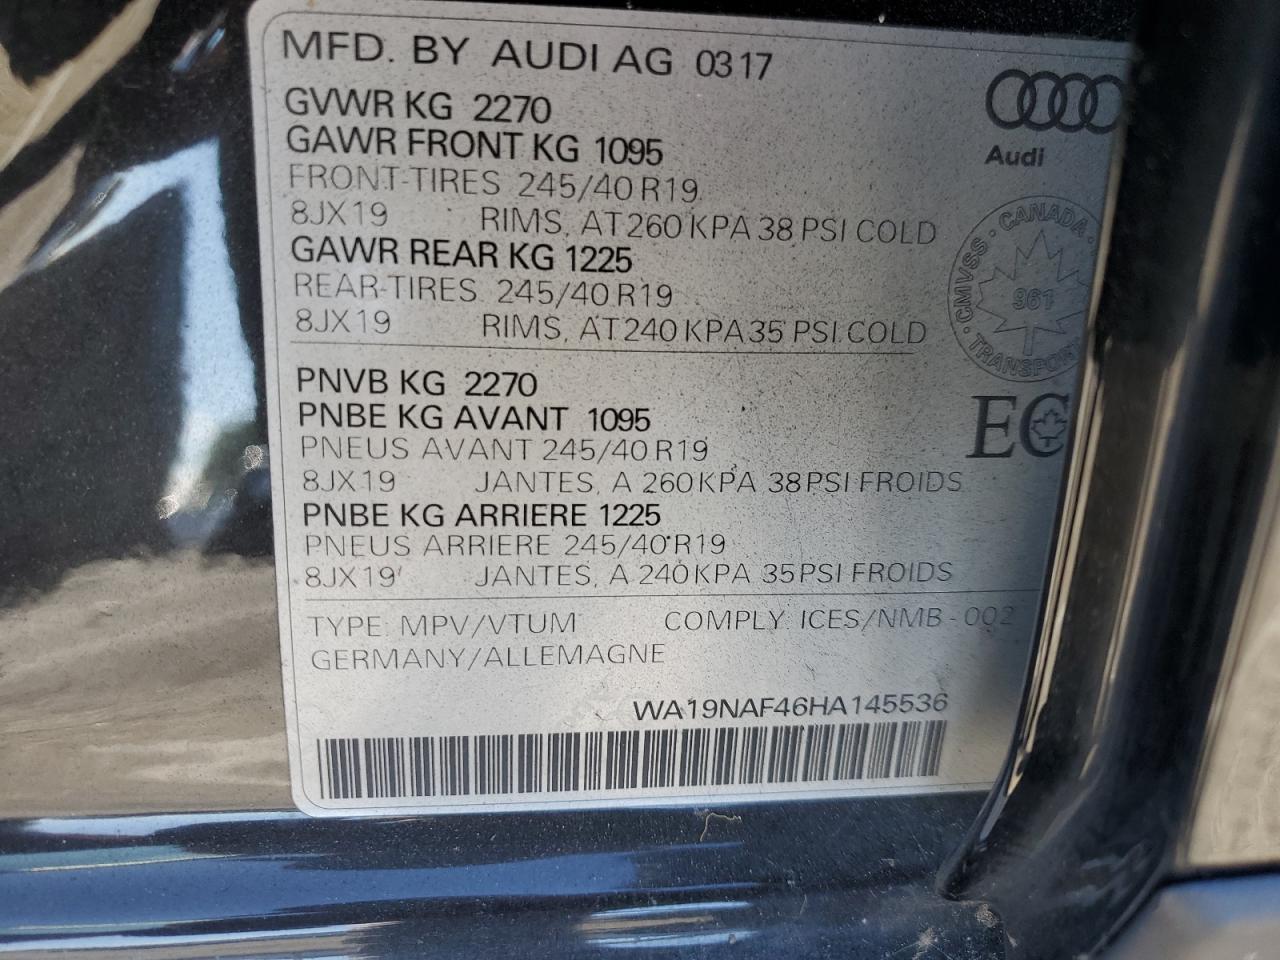 MFD. BY AUDI AG 0317
GVWR KG 2270
GAWR FRONT KG 1095
FRONT-TIRES 245/40 R19
8JX19 RIMS, AT 260 KPA 38 PSI COLD
GAWR REAR KG 1225
REAR-TIRES 245/40 R19
8JX19 RIMS, AT 240 KPA 35 PSI COLD
Audi
CANADA
CMVSS
961
TRANSPORT
PNVB KG 2270
PNBE KG AVANT 1095
PNEUS AVANT 245/40 R19
8JX19 JANTES, A 260 KPA 38 PSI FROIDS
PNBE KG ARRIERE 1225
PNEUS ARRIERE 245/40 R19
8JX19 JANTES, A 240 KPA 35 PSI FROIDS
EC
TYPE: MPV/VTUM COMPLY: ICES/NMB - 002
GERMANY/ALLEMAGNE
WA19NAF46HA145536